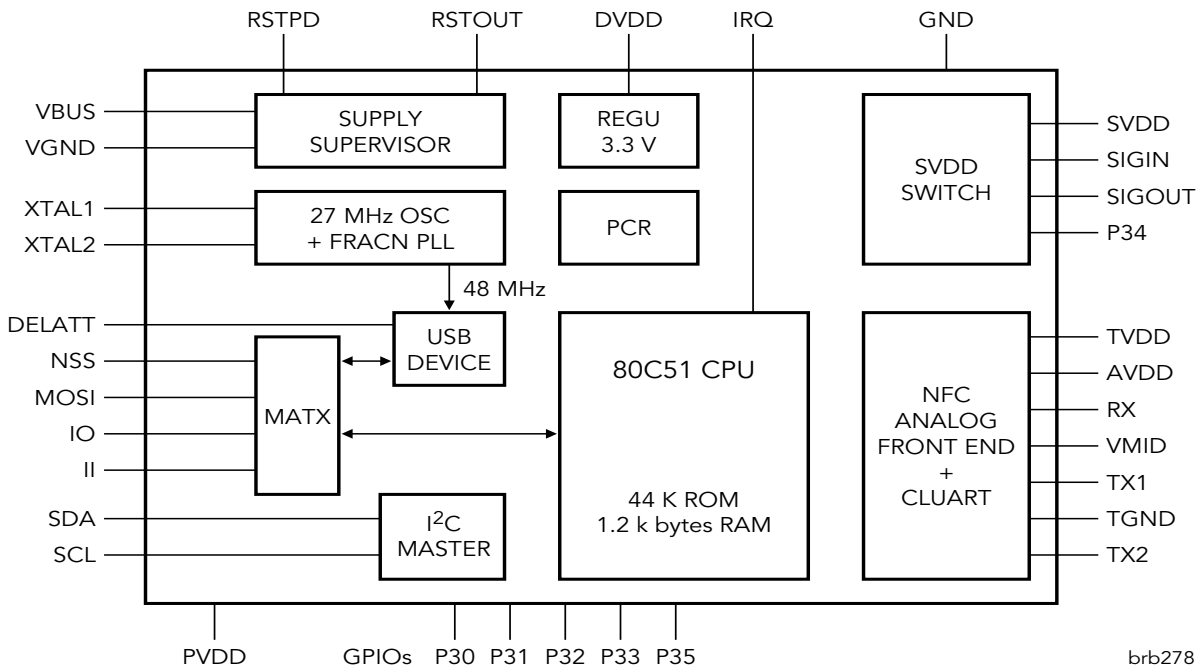 RSTPD RSTOUT DVDD IRQ GND
VBUS
VGND
XTAL1
XTAL2
DELATT
NSS
MOSI
IO
II
SDA
SCL
SUPPLY
SUPERVISOR
27 MHz OSC
+ FRACN PLL
48 MHz
USB
DEVICE
MATX
I²C
MASTER
REGU
3.3 V
PCR
80C51 CPU
44 K ROM
1.2 k bytes RAM
SVDD
SWITCH
NFC
ANALOG
FRONT END
+
CLUART
SVDD
SIGIN
SIGOUT
P34
TVDD
AVDD
RX
VMID
TX1
TGND
TX2
PVDD GPIOs P30 P31 P32 P33 P35
brb278